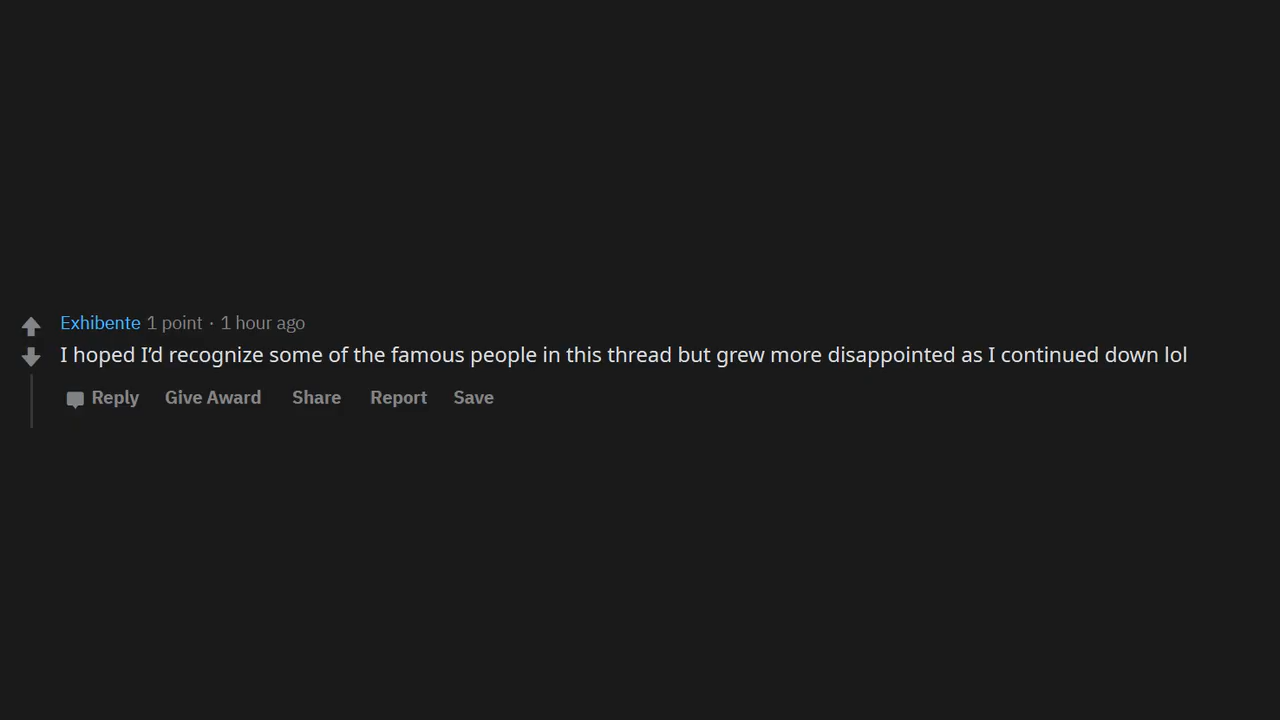 Exhibente 1 point · 1 hour ago
I hoped I’d recognize some of the famous people in this thread but grew more disappointed as I continued down lol
Reply Give Award Share Report Save